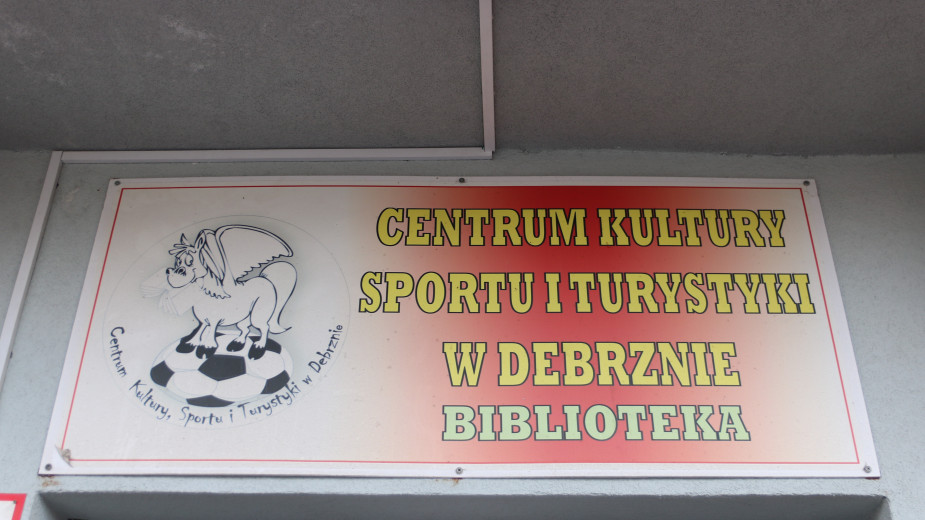 CENTRUM KULTURY
SPORTU I TURYSTYKI
W DEBRZNIE
BIBLIOTEKA
Centrum Kultury, Sportu i Turystyki w Debrznie